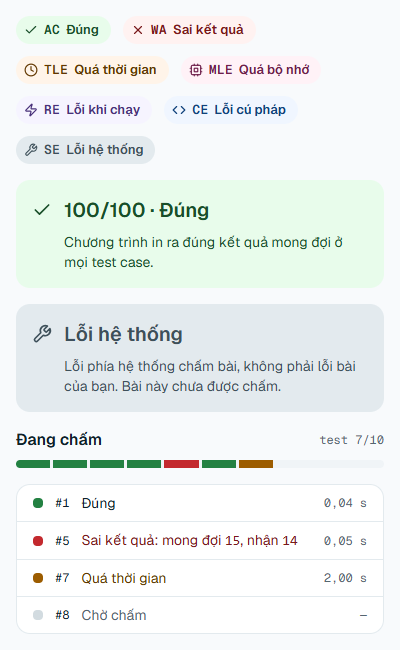 AC Đúng
WA Sai kết quả
TLE Quá thời gian
MLE Quá bộ nhớ
RE Lỗi khi chạy
CE Lỗi cú pháp
SE Lỗi hệ thống
100/100 · Đúng
Chương trình in ra đúng kết quả mong đợi ở
mọi test case.
Lỗi hệ thống
Lỗi phía hệ thống chấm bài, không phải lỗi bài
của bạn. Bài này chưa được chấm.
Đang chấm test 7/10
#1 Đúng 0,04 s
#5 Sai kết quả: mong đợi 15, nhận 14 0,05 s
#7 Quá thời gian 2,00 s
#8 Chờ chấm –